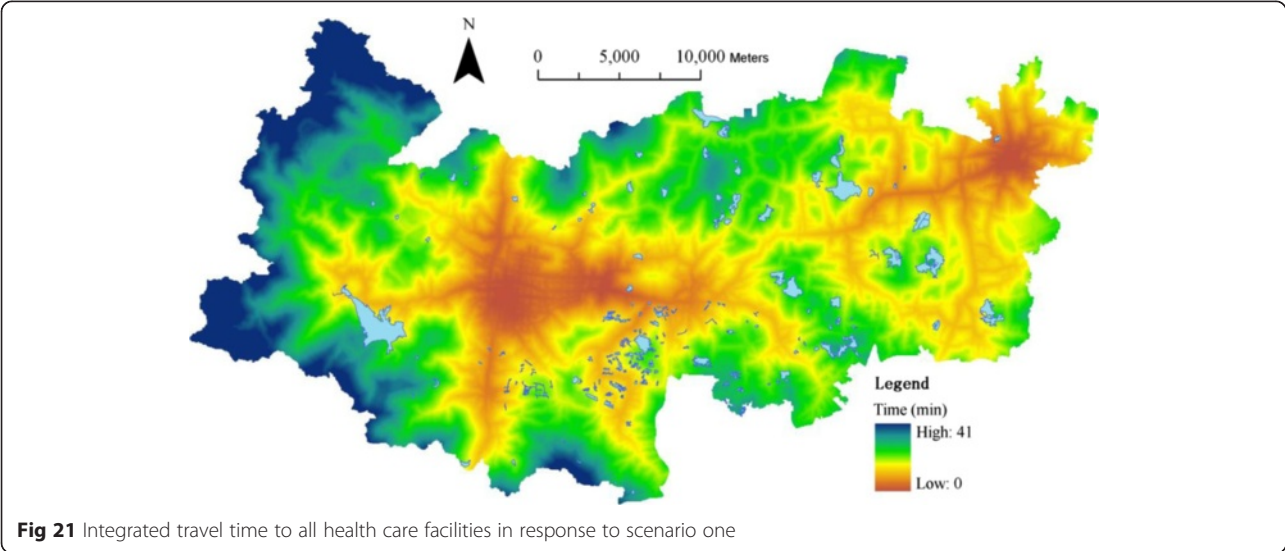 N
0 5,000 10,000 Meters
Legend
Time (min)
High: 41
Low: 0
Fig 21 Integrated travel time to all health care facilities in response to scenario one